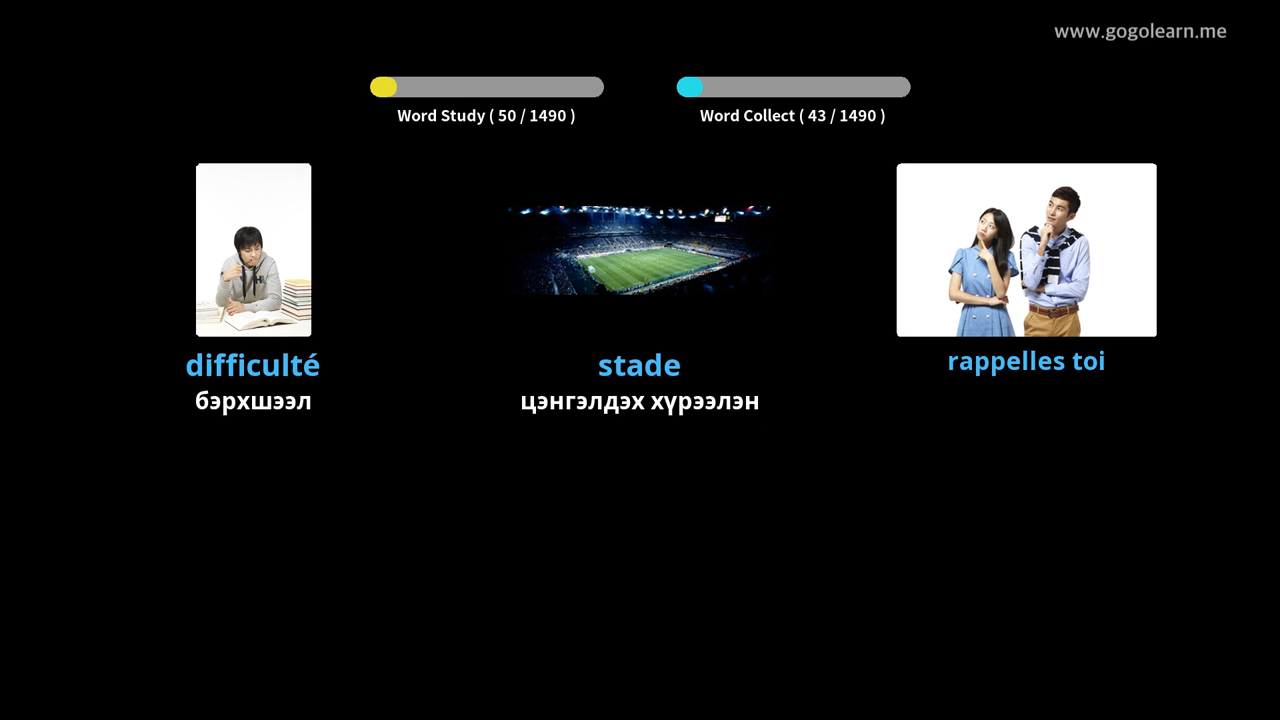 www.gogolearn.me
Word Study ( 50 / 1490 )
Word Collect ( 43 / 1490 )
difficulté
бэрхшээл
stade
цэнгэлдэх хүрээлэн
rappelles toi